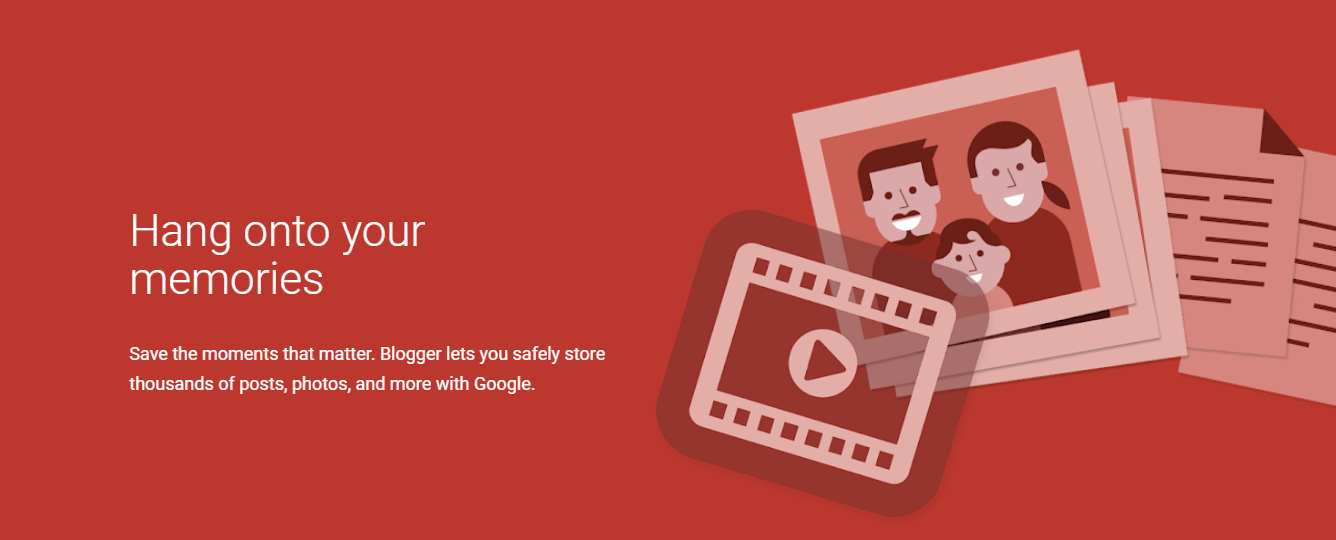 Hang onto your
memories
Save the moments that matter. Blogger lets you safely store
thousands of posts, photos, and more with Google.